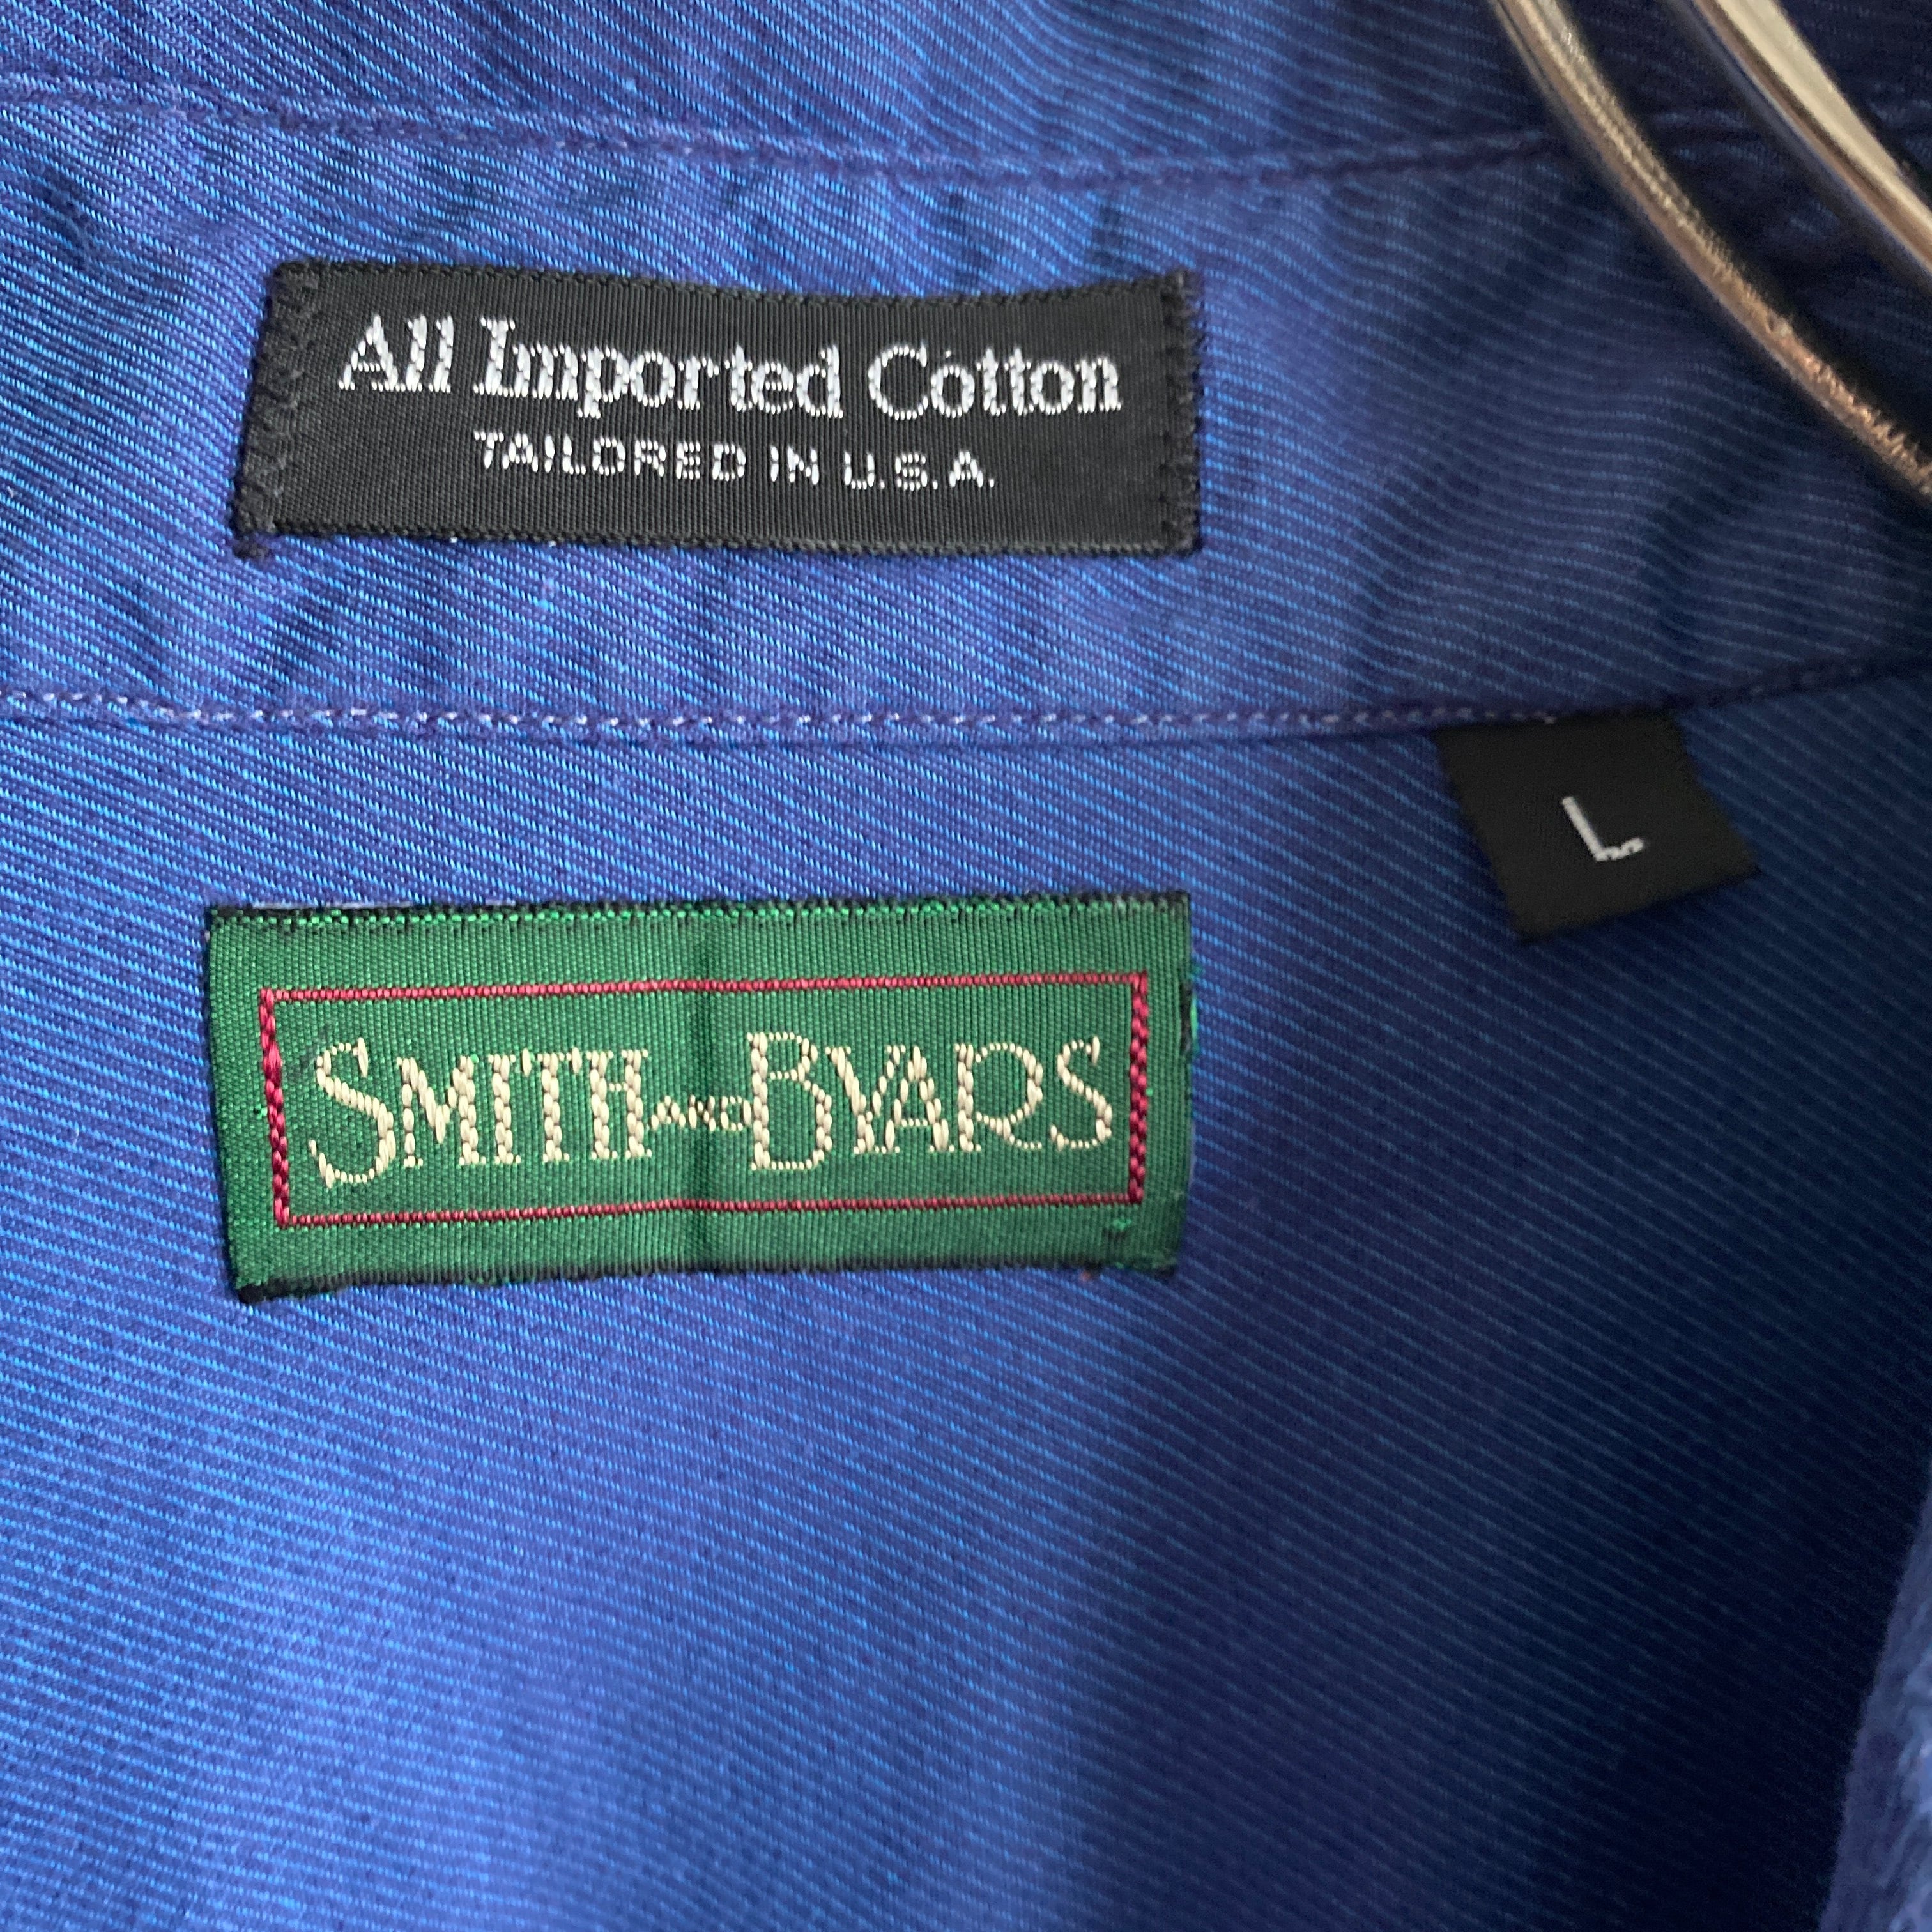 All Imported Cotton
TAILORED IN U.S.A.
L
SMITH AND BYARS